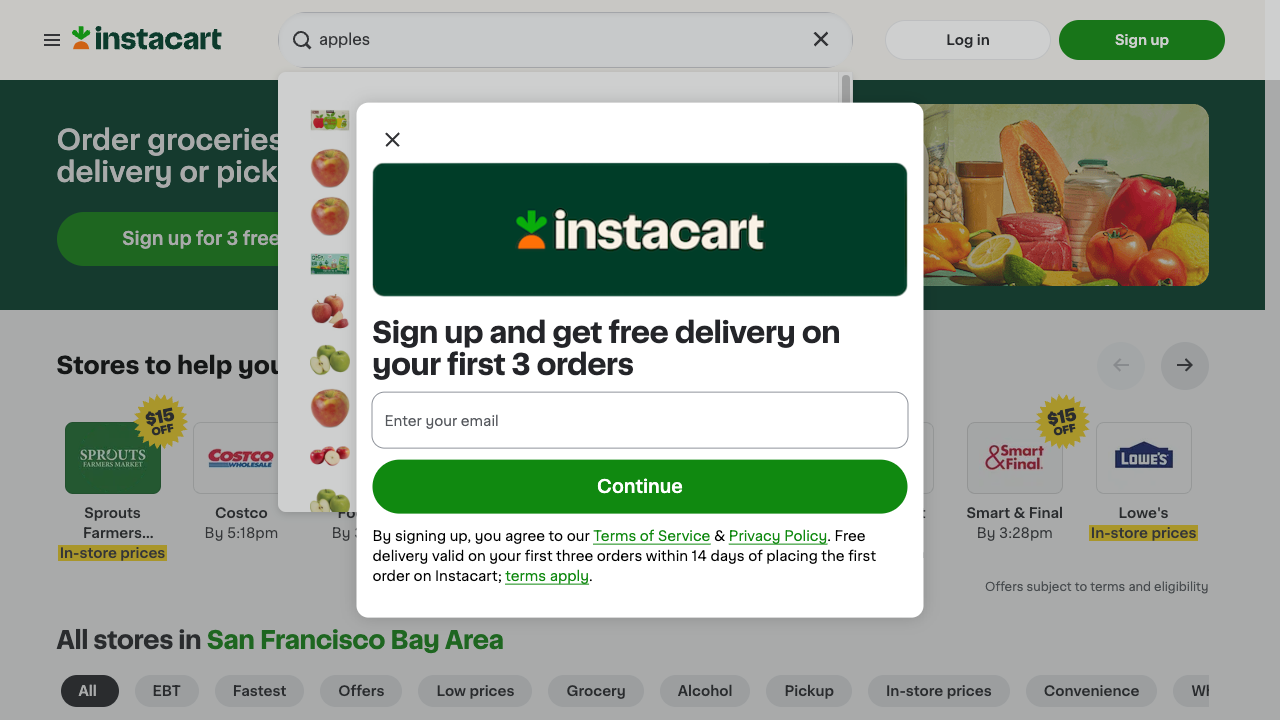 instacart
apples
Log in
Sign up
Order groceries
delivery or pick
Sign up for 3 free
instacart
Sign up and get free delivery on
your first 3 orders
Enter your email
Continue
By signing up, you agree to our Terms of Service & Privacy Policy. Free
delivery valid on your first three orders within 14 days of placing the first
order on Instacart; terms apply.
Stores to help you
$15
OFF
SPROUTS
FARMERS MARKET
Sprouts
Farmers...
In-store prices
COSTCO
WHOLESALE
Costco
By 5:18pm
By 3:
$15
OFF
Smart
&Final.
Smart & Final
By 3:28pm
LOWE'S
Lowe's
In-store prices
Offers subject to terms and eligibility
All stores in San Francisco Bay Area
All
EBT
Fastest
Offers
Low prices
Grocery
Alcohol
Pickup
In-store prices
Convenience